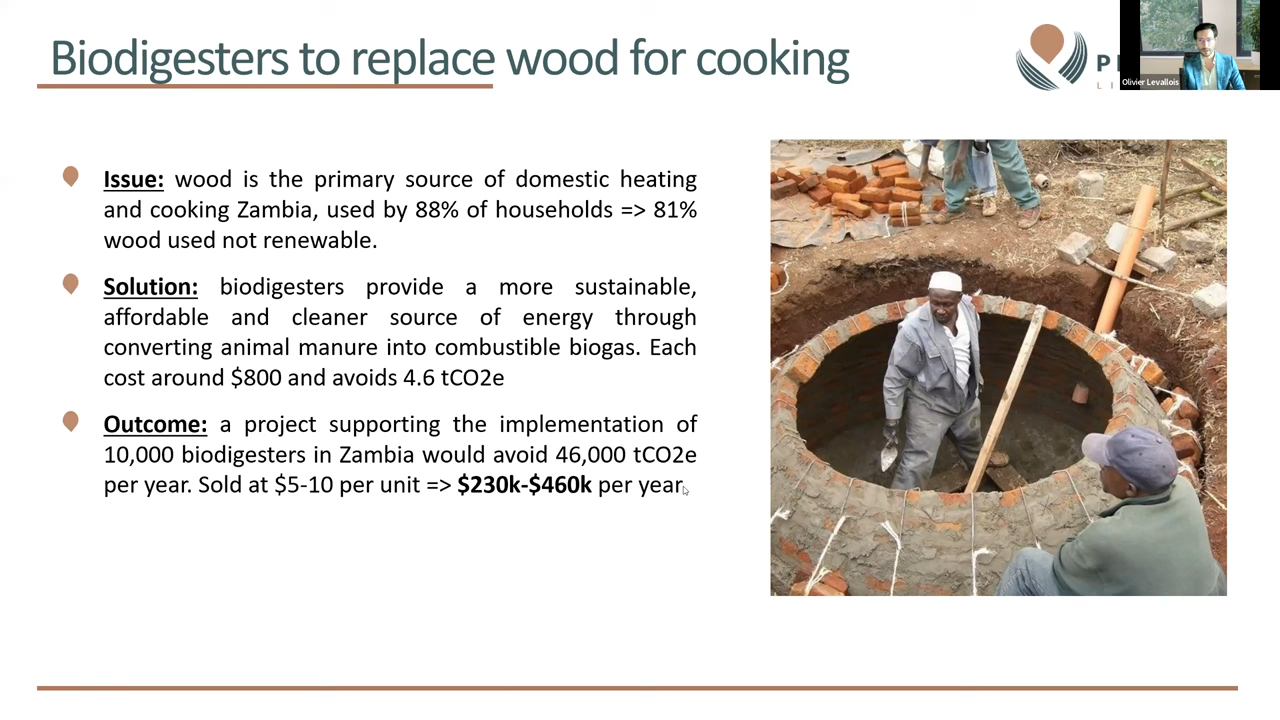 Biodigesters to replace wood for cooking
Olivier Levallois
Issue: wood is the primary source of domestic heating
and cooking Zambia, used by 88% of households => 81%
wood used not renewable.
Solution: biodigesters provide a more sustainable,
affordable and cleaner source of energy through
converting animal manure into combustible biogas. Each
cost around $800 and avoids 4.6 tCO2e
Outcome: a project supporting the implementation of
10,000 biodigesters in Zambia would avoid 46,000 tCO2e
per year. Sold at $5-10 per unit => $230k-$460k per year.